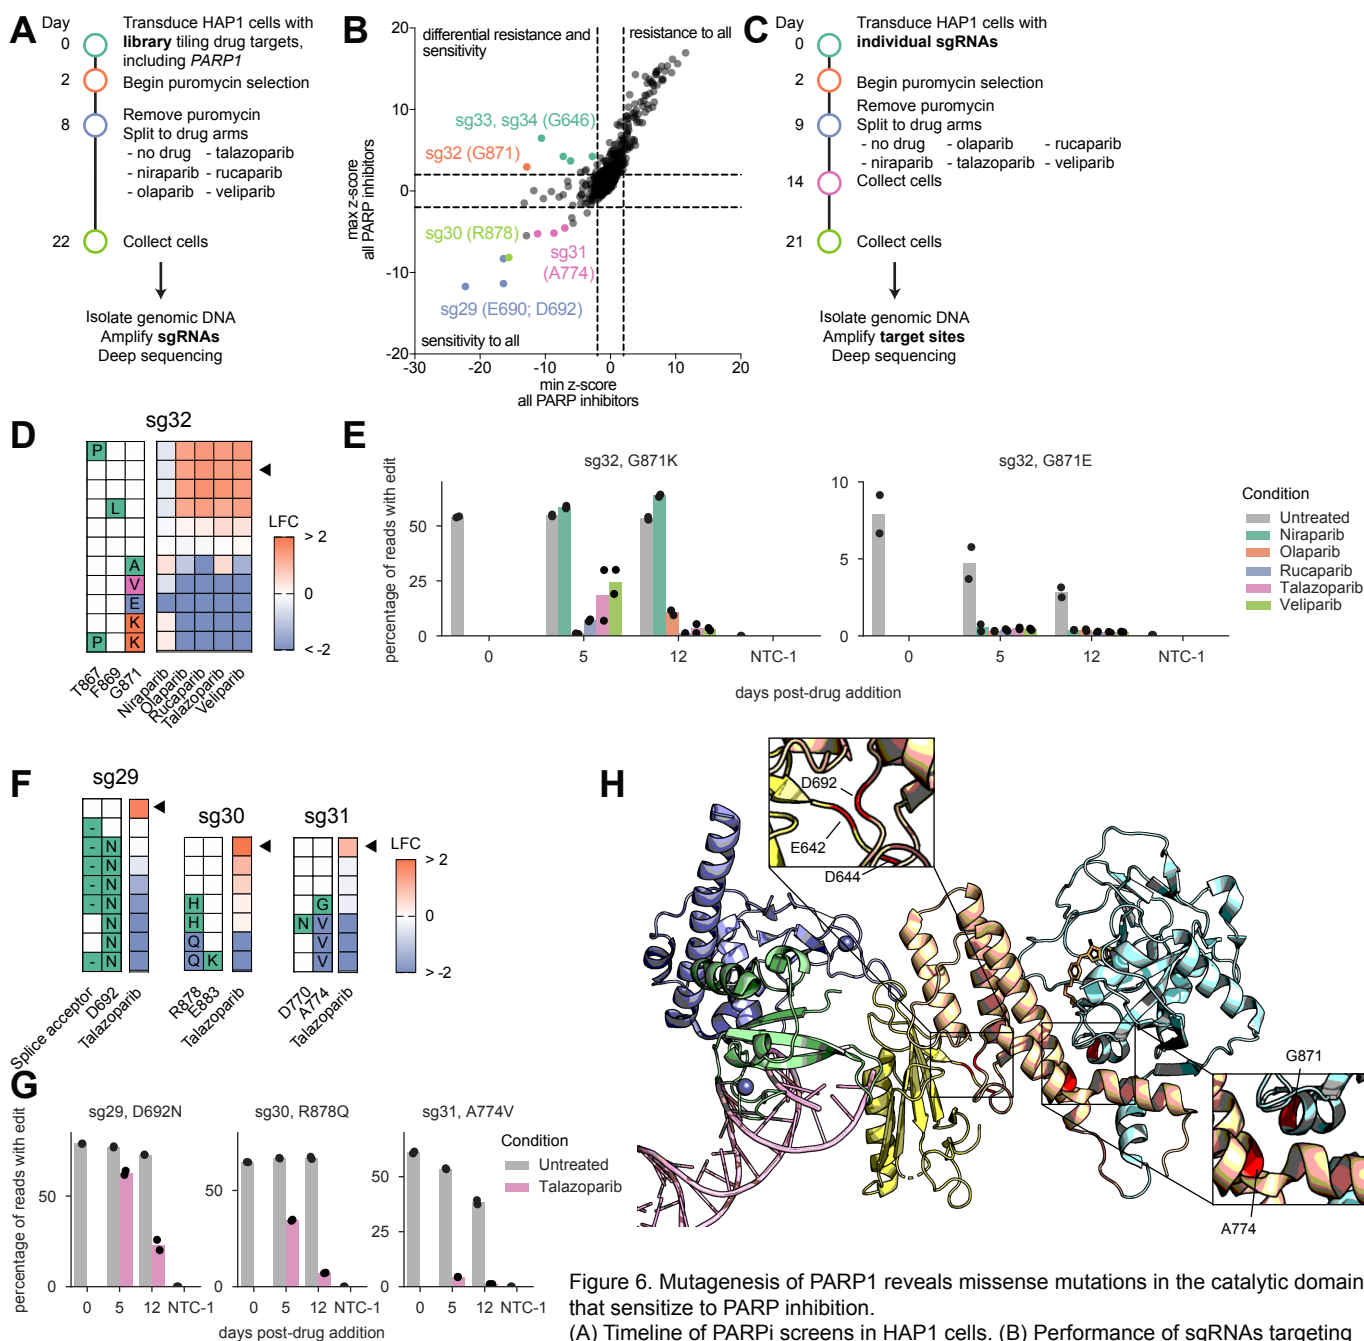 A
Day
0
Transduce HAP1 cells with
library tiling drug targets,
including PARP1
2
Begin puromycin selection
8
Remove puromycin
Split to drug arms
- no drug - talazoparib
- niraparib - rucaparib
- olaparib - veliparib
22
Collect cells
Isolate genomic DNA
Amplify sgRNAs
Deep sequencing
B
20
10
0
-10
-20
-30
-20
-10
0
10
20
max z-score
all PARP inhibitors
min z-score
all PARP inhibitors
differential resistance and
sensitivity
resistance to all
sg33, sg34 (G646)
sg32 (G871)
sg30 (R878)
sg31
(A774)
sg29 (E690; D692)
sensitivity to all
C
Day
0
Transduce HAP1 cells with
individual sgRNAs
2
Begin puromycin selection
9
Remove puromycin
Split to drug arms
- no drug - olaparib - rucaparib
- niraparib - talazoparib - veliparib
14
Collect cells
21
Collect cells
Isolate genomic DNA
Amplify target sites
Deep sequencing
D
sg32
P
L
A
V
E
K
P K
T867
F869
G871
Niraparib
Olaparib
Rucaparib
Talazoparib
Veliparib
LFC
> 2
0
< -2
E
sg32, G871K
percentage of reads with edit
50
25
0
0
5
12
NTC-1
sg32, G871E
10
5
0
0
5
12
NTC-1
days post-drug addition
Condition
Untreated
Niraparib
Olaparib
Rucaparib
Talazoparib
Veliparib
F
sg29
-
- N
- N
- N
- N
N
N
N
- N
Splice acceptor
D692
Talazoparib
sg30
H
H
Q
Q K
R878
E883
Talazoparib
sg31
G
N V
V
V
D770
A774
Talazoparib
LFC
> 2
0
> -2
G
percentage of reads with edit
sg29, D692N
50
0
0
5
12
NTC-1
sg30, R878Q
50
0
0
5
12
NTC-1
sg31, A774V
50
25
0
0
5
12
NTC-1
days post-drug addition
Condition
Untreated
Talazoparib
H
D692
E642
D644
G871
A774
Figure 6. Mutagenesis of PARP1 reveals missense mutations in the catalytic domain
that sensitize to PARP inhibition.
(A) Timeline of PARPi screens in HAP1 cells. (B) Performance of sgRNAs targeting